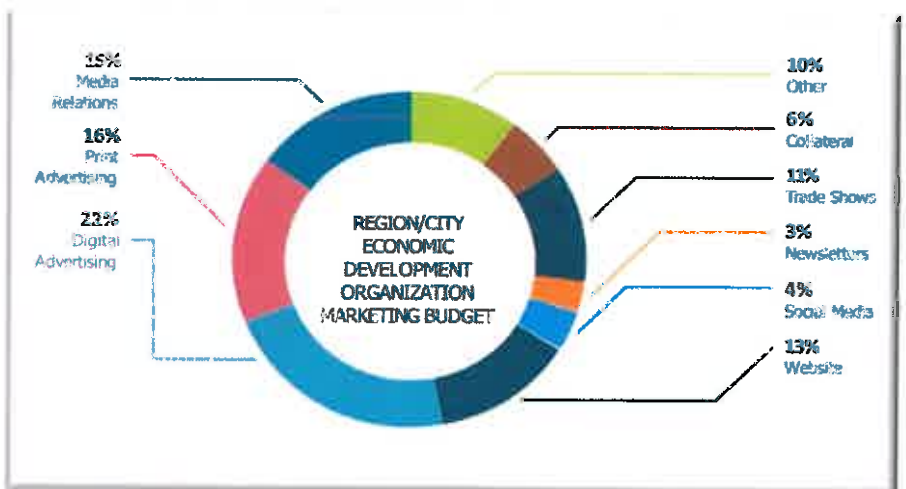 15%
Media
Relations
16%
Print
Advertising
22%
Digital
Advertising
REGION/CITY
ECONOMIC
DEVELOPMENT
ORGANIZATION
MARKETING BUDGET
10%
Other
6%
Collateral
11%
Trade Shows
3%
Newsletters
4%
Social Media
13%
Website